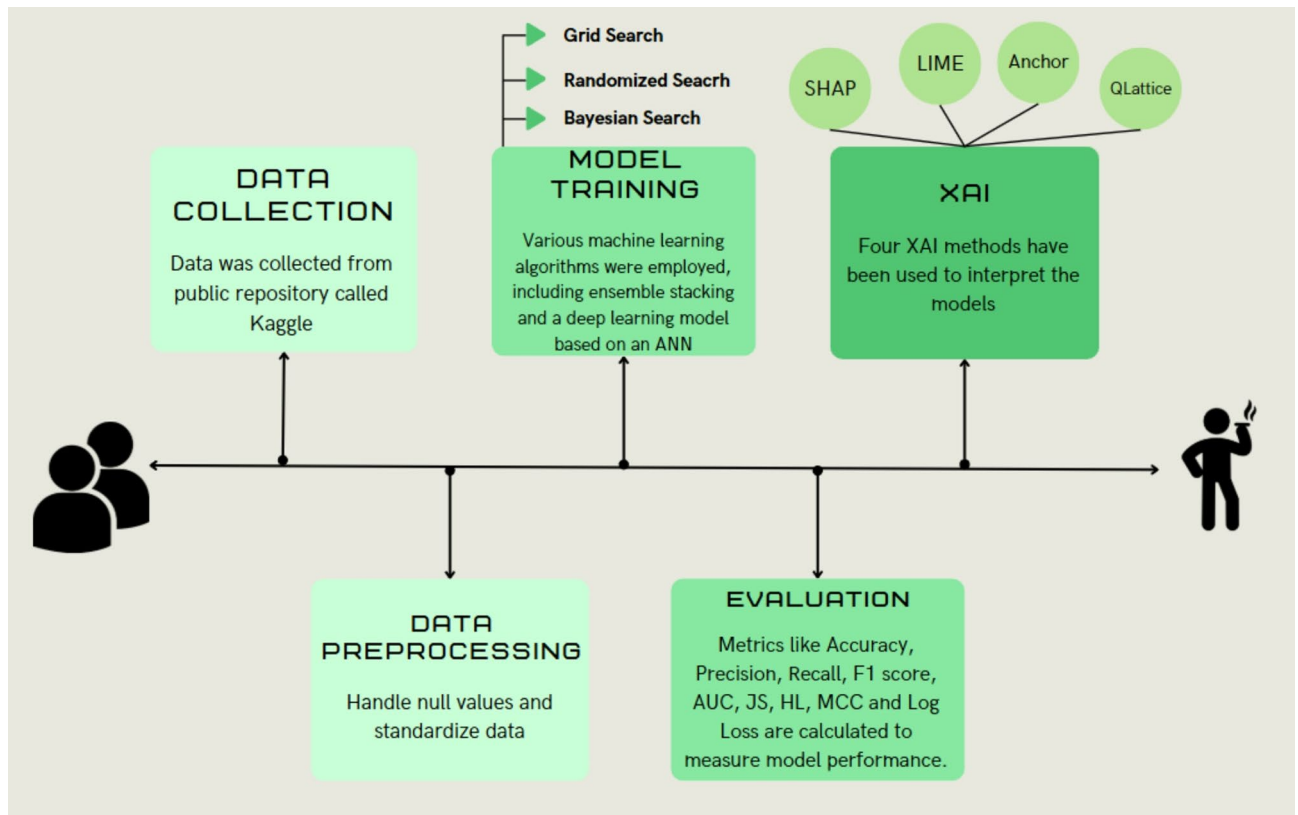 Grid Search
Randomized Seacrh
Bayesian Search
SHAP
LIME
Anchor
QLattice
DATA
COLLECTION
Data was collected from
public repository called
Kaggle
MODEL
TRAINING
Various machine learning
algorithms were employed,
including ensemble stacking
and a deep learning model
based on an ANN
XAI
Four XAI methods have
been used to interpret the
models
DATA
PREPROCESSING
Handle null values and
standardize data
EVALUATION
Metrics like Accuracy,
Precision, Recall, F1 score,
AUC, JS, HL, MCC and Log
Loss are calculated to
measure model performance.